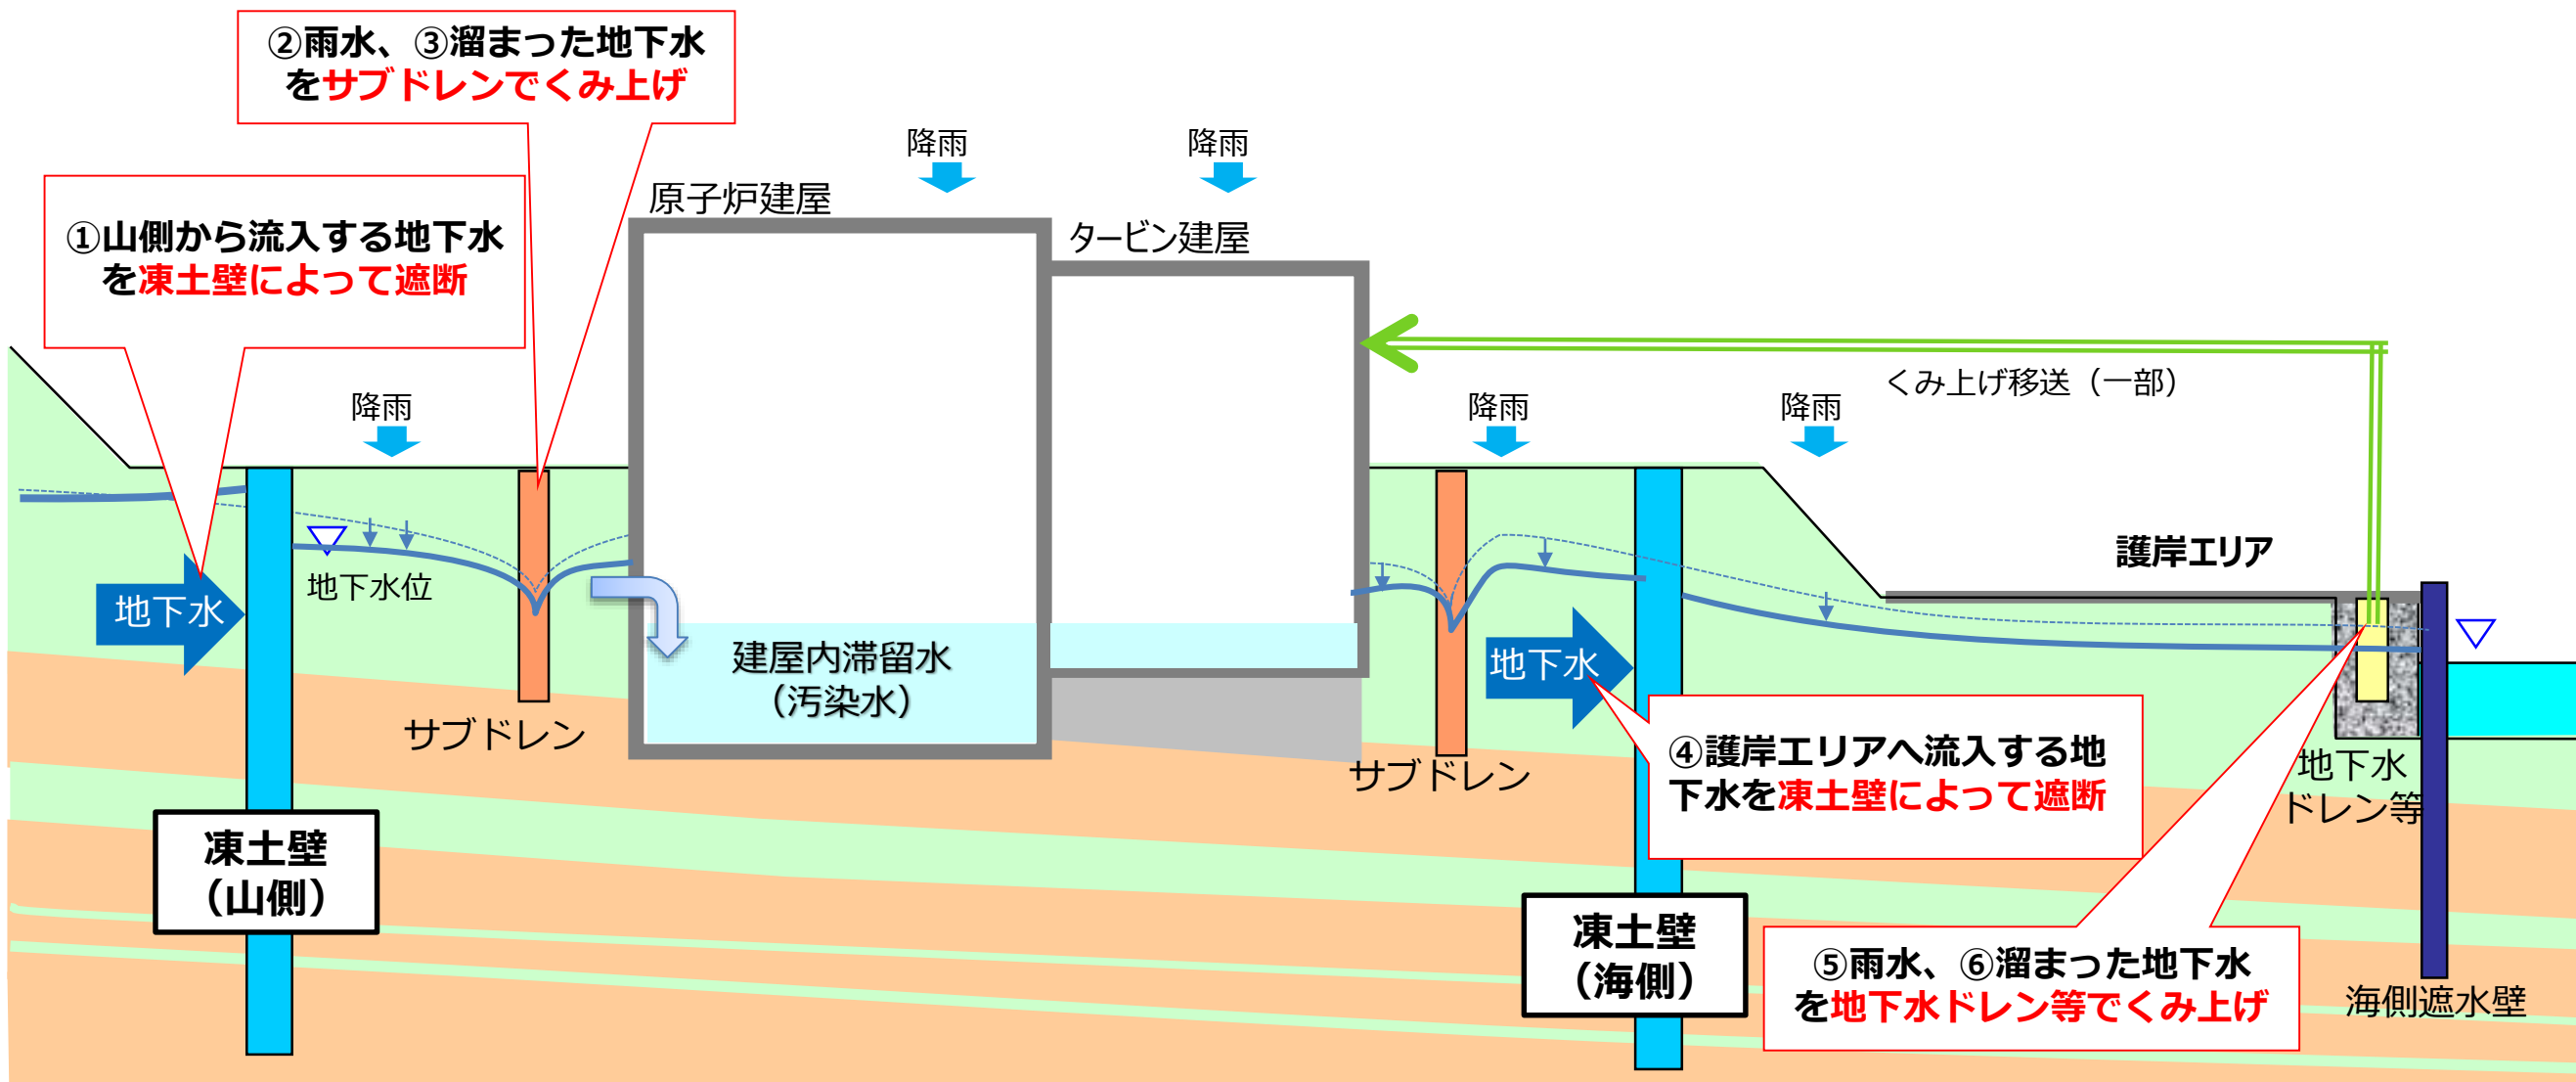 ②雨水、③溜まった地下水
をサブドレンでくみ上げ
①山側から流入する地下水
を凍土壁によって遮断
降雨
降雨
原子炉建屋
タービン建屋
くみ上げ移送（一部）
降雨
降雨
降雨
護岸エリア
地下水位
地下水
地下水
建屋内滞留水
（汚染水）
サブドレン
サブドレン
④護岸エリアへ流入する地
下水を凍土壁によって遮断
地下水
ドレン等
凍土壁
（山側）
凍土壁
（海側）
⑤雨水、⑥溜まった地下水
を地下水ドレン等でくみ上げ
海側遮水壁